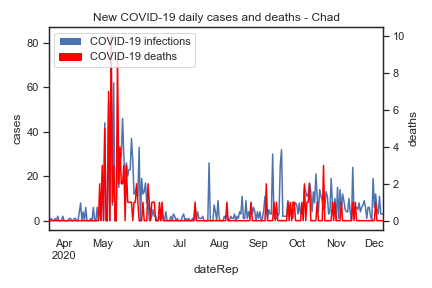 New COVID-19 daily cases and deaths - Chad
COVID-19 infections
COVID-19 deaths
80
60
40
20
0
cases
10
8
6
4
2
0
deaths
Apr
2020
May
Jun
Jul
Aug
Sep
Oct
Nov
Dec
dateRep